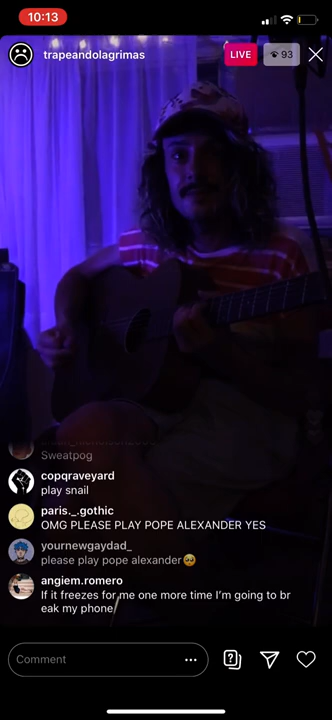 10:13
trapeandolagrimas
LIVE
93
Sweatpog
copqraveyard
play snail
paris._.gothic
OMG PLEASE PLAY POPE ALEXANDER YES
yournewgaydad_
please play pope alexander🥺
angiem.romero
If it freezes for me one more time I'm going to br
eak my phone
Comment